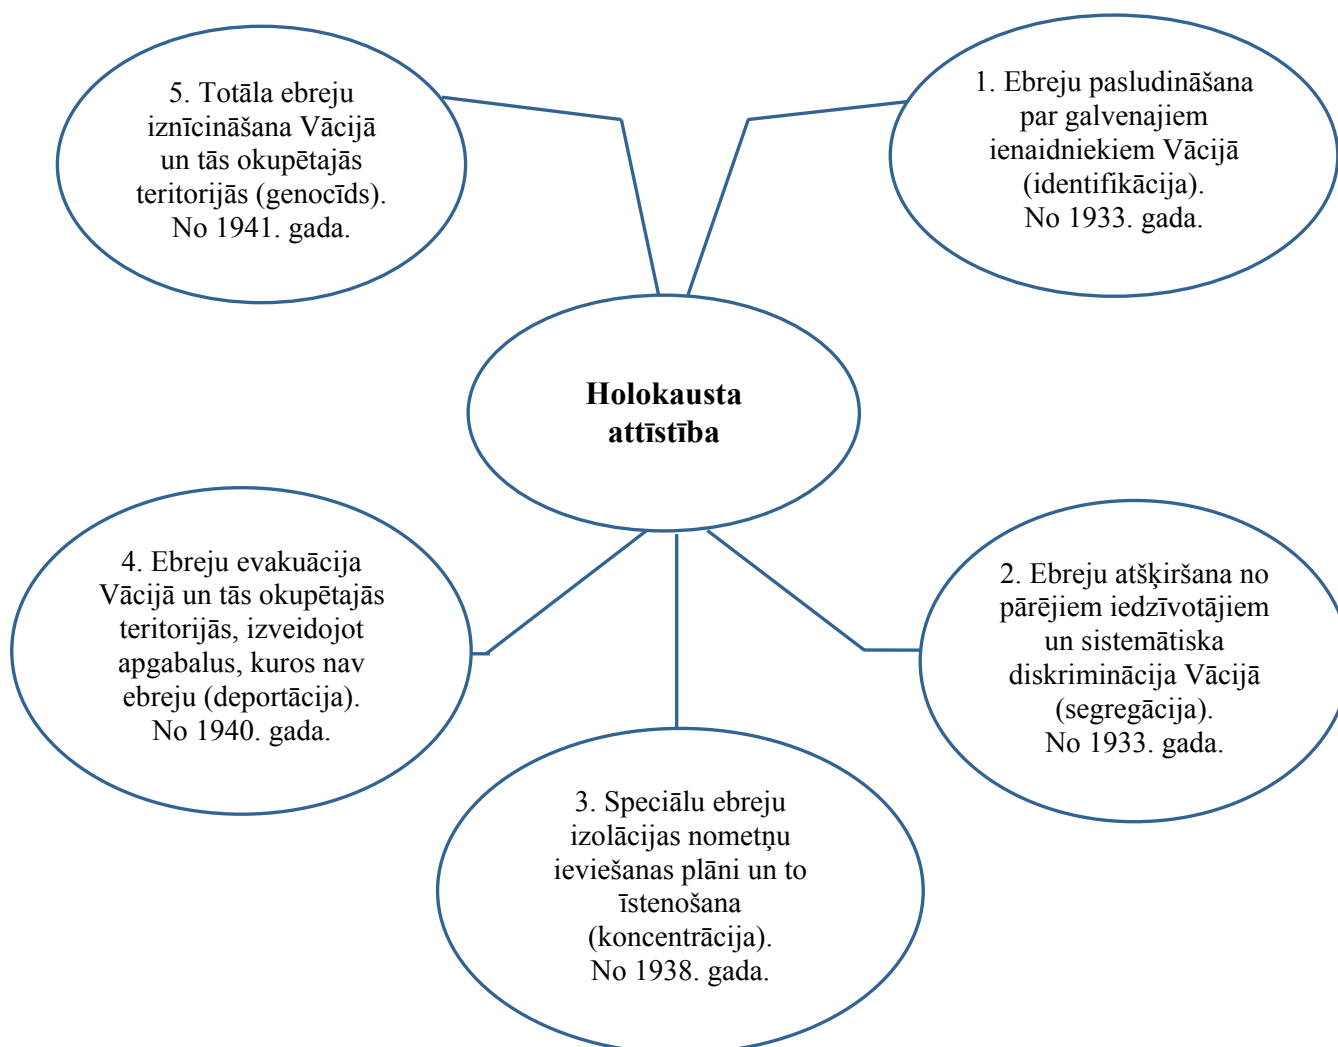 Holokausta
attīstība
1. Ebreju pasludināšana
par galvenajiem
ienaidniekiem Vācijā
(identifikācija).
No 1933. gada.
2. Ebreju atšķiršana no
pārējiem iedzīvotājiem
un sistemātiska
diskriminācija Vācijā
(segregācija).
No 1933. gada.
3. Speciālu ebreju
izolācijas nometņu
ieviešanas plāni un to
īstenošana
(koncentrācija).
No 1938. gada.
4. Ebreju evakuācija
Vācijā un tās okupētajās
teritorijās, izveidojot
apgabalus, kuros nav
ebreju (deportācija).
No 1940. gada.
5. Totāla ebreju
iznīcināšana Vācijā
un tās okupētajās
teritorijās (genocīds).
No 1941. gada.